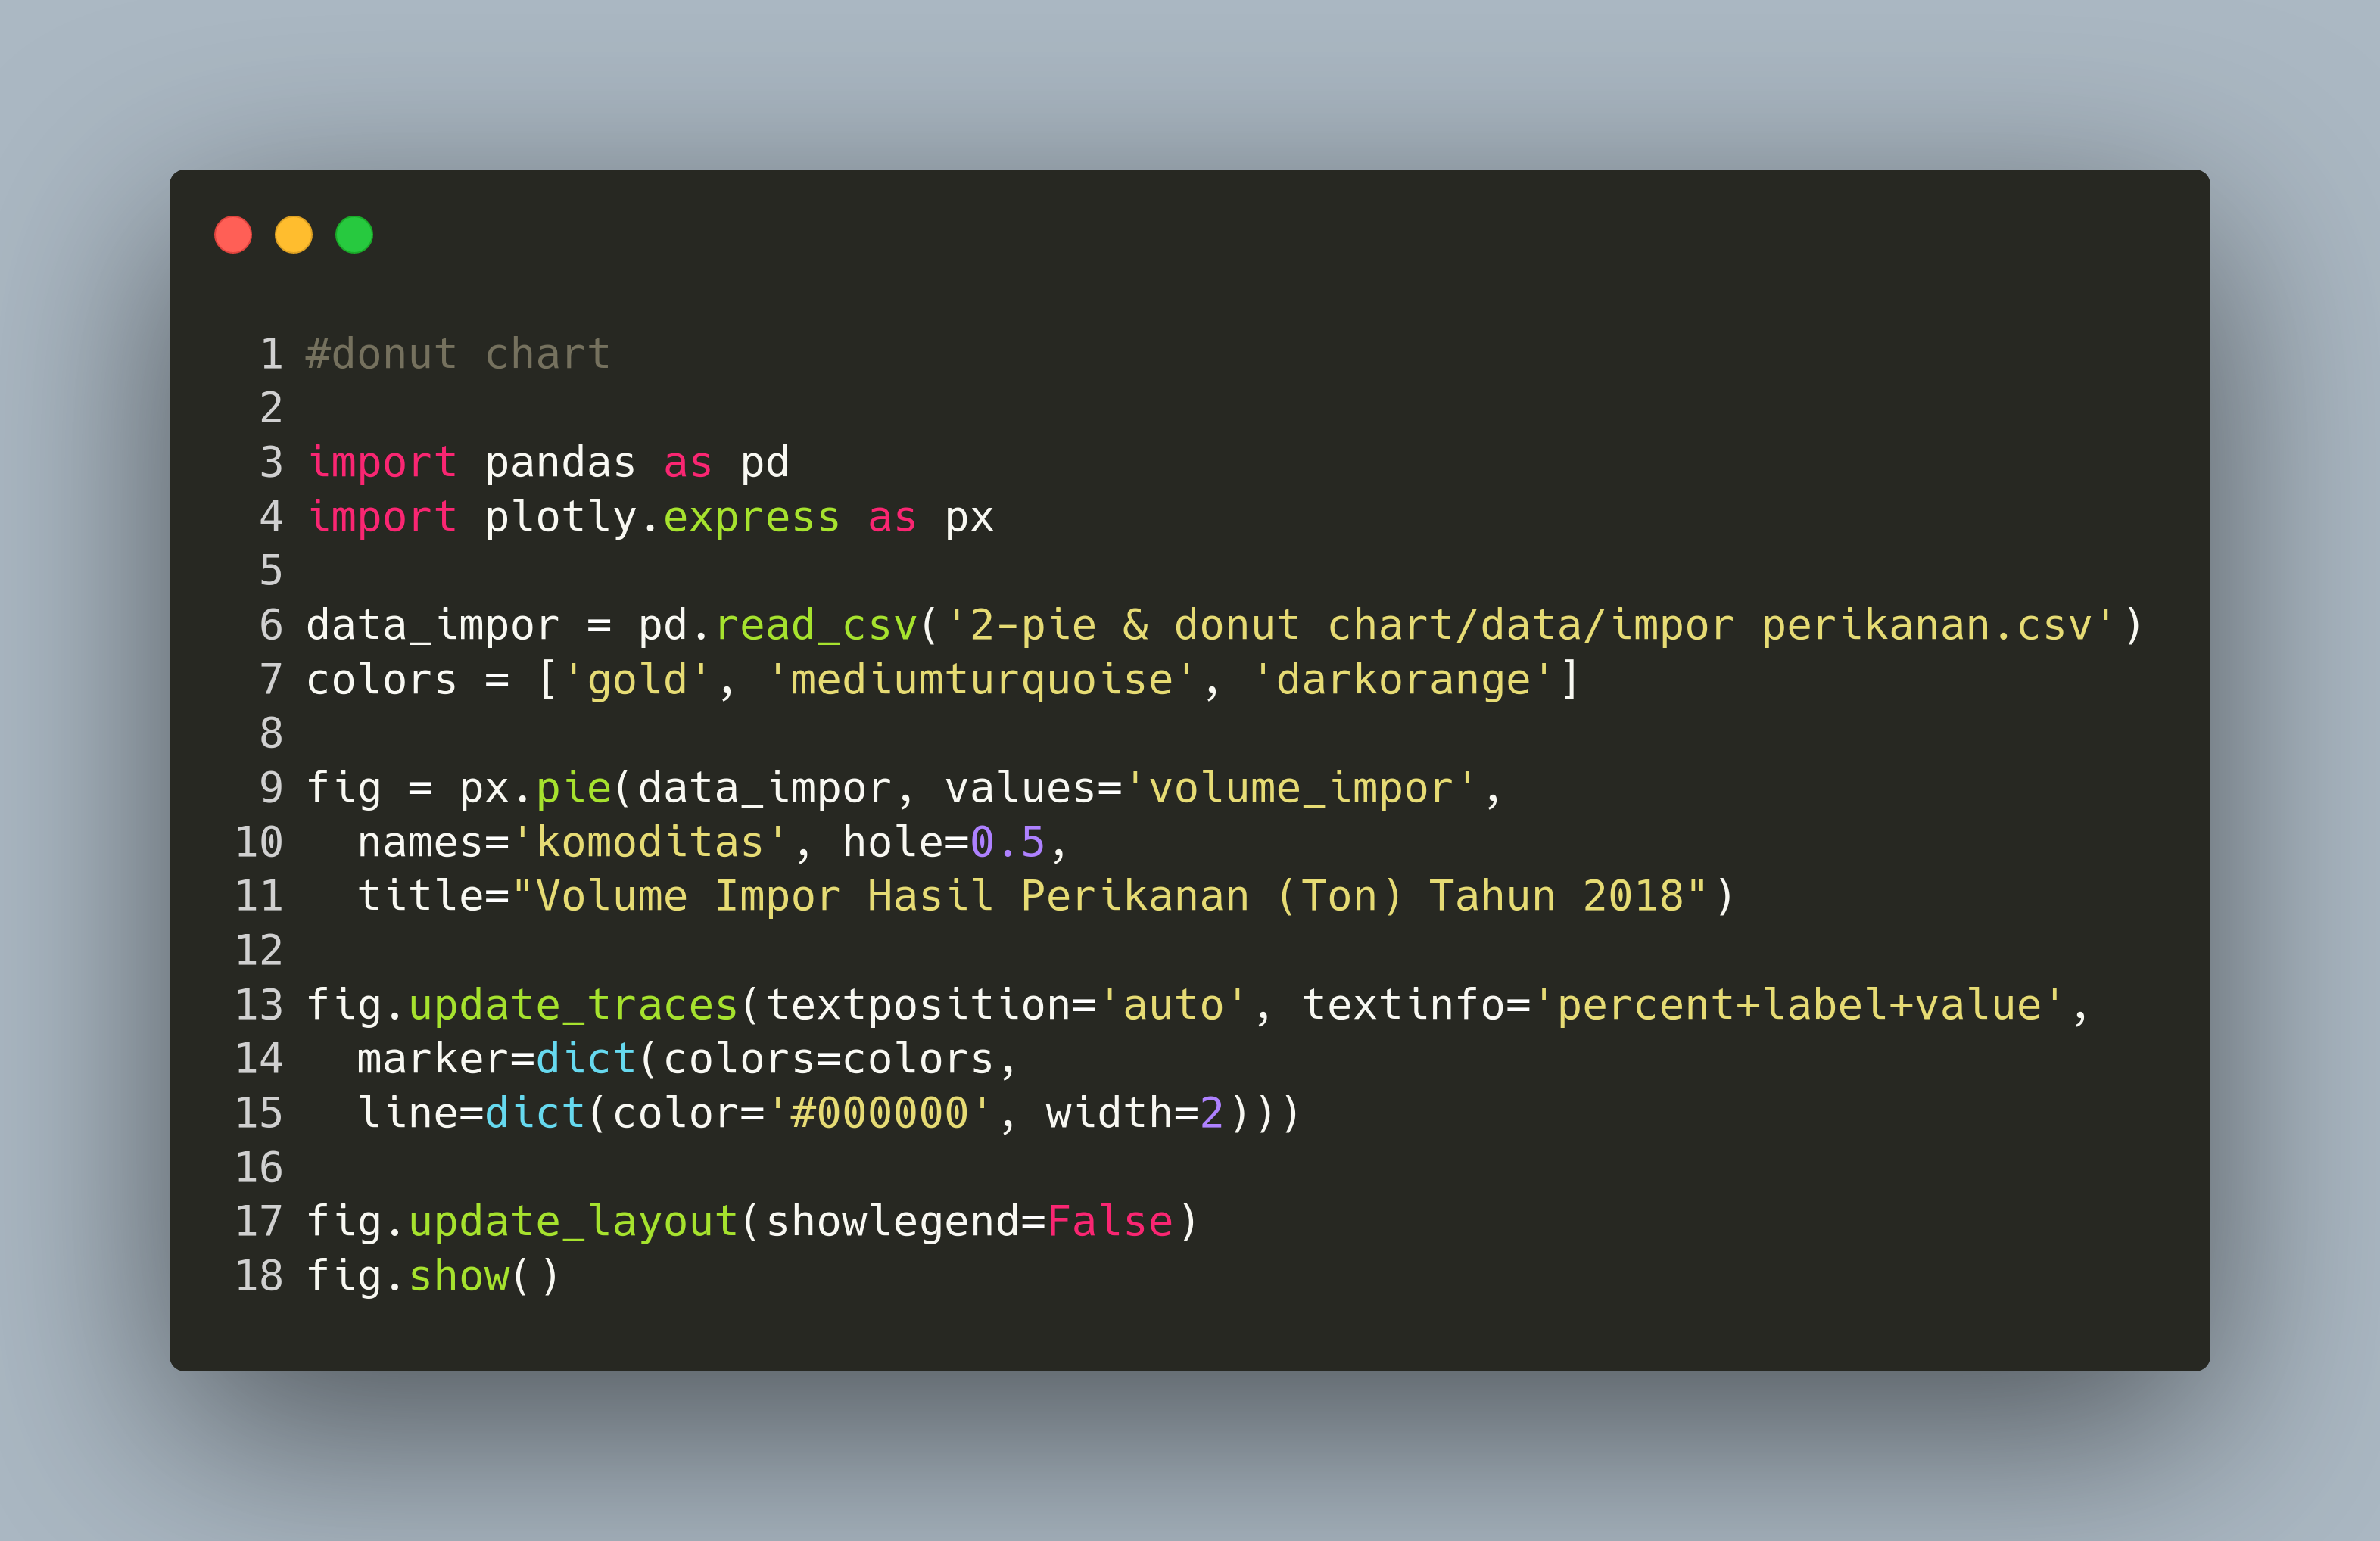 1 #donut chart
2
3 import pandas as pd
4 import plotly.express as px
5
6 data_impor = pd.read_csv('2-pie & donut chart/data/impor perikanan.csv')
7 colors = ['gold', 'mediumturquoise', 'darkorange']
8
9 fig = px.pie(data_impor, values='volume_impor',
10   names='komoditas', hole=0.5,
11   title="Volume Impor Hasil Perikanan (Ton) Tahun 2018")
12
13 fig.update_traces(textposition='auto', textinfo='percent+label+value',
14   marker=dict(colors=colors,
15   line=dict(color='#000000', width=2)))
16
17 fig.update_layout(showlegend=False)
18 fig.show()